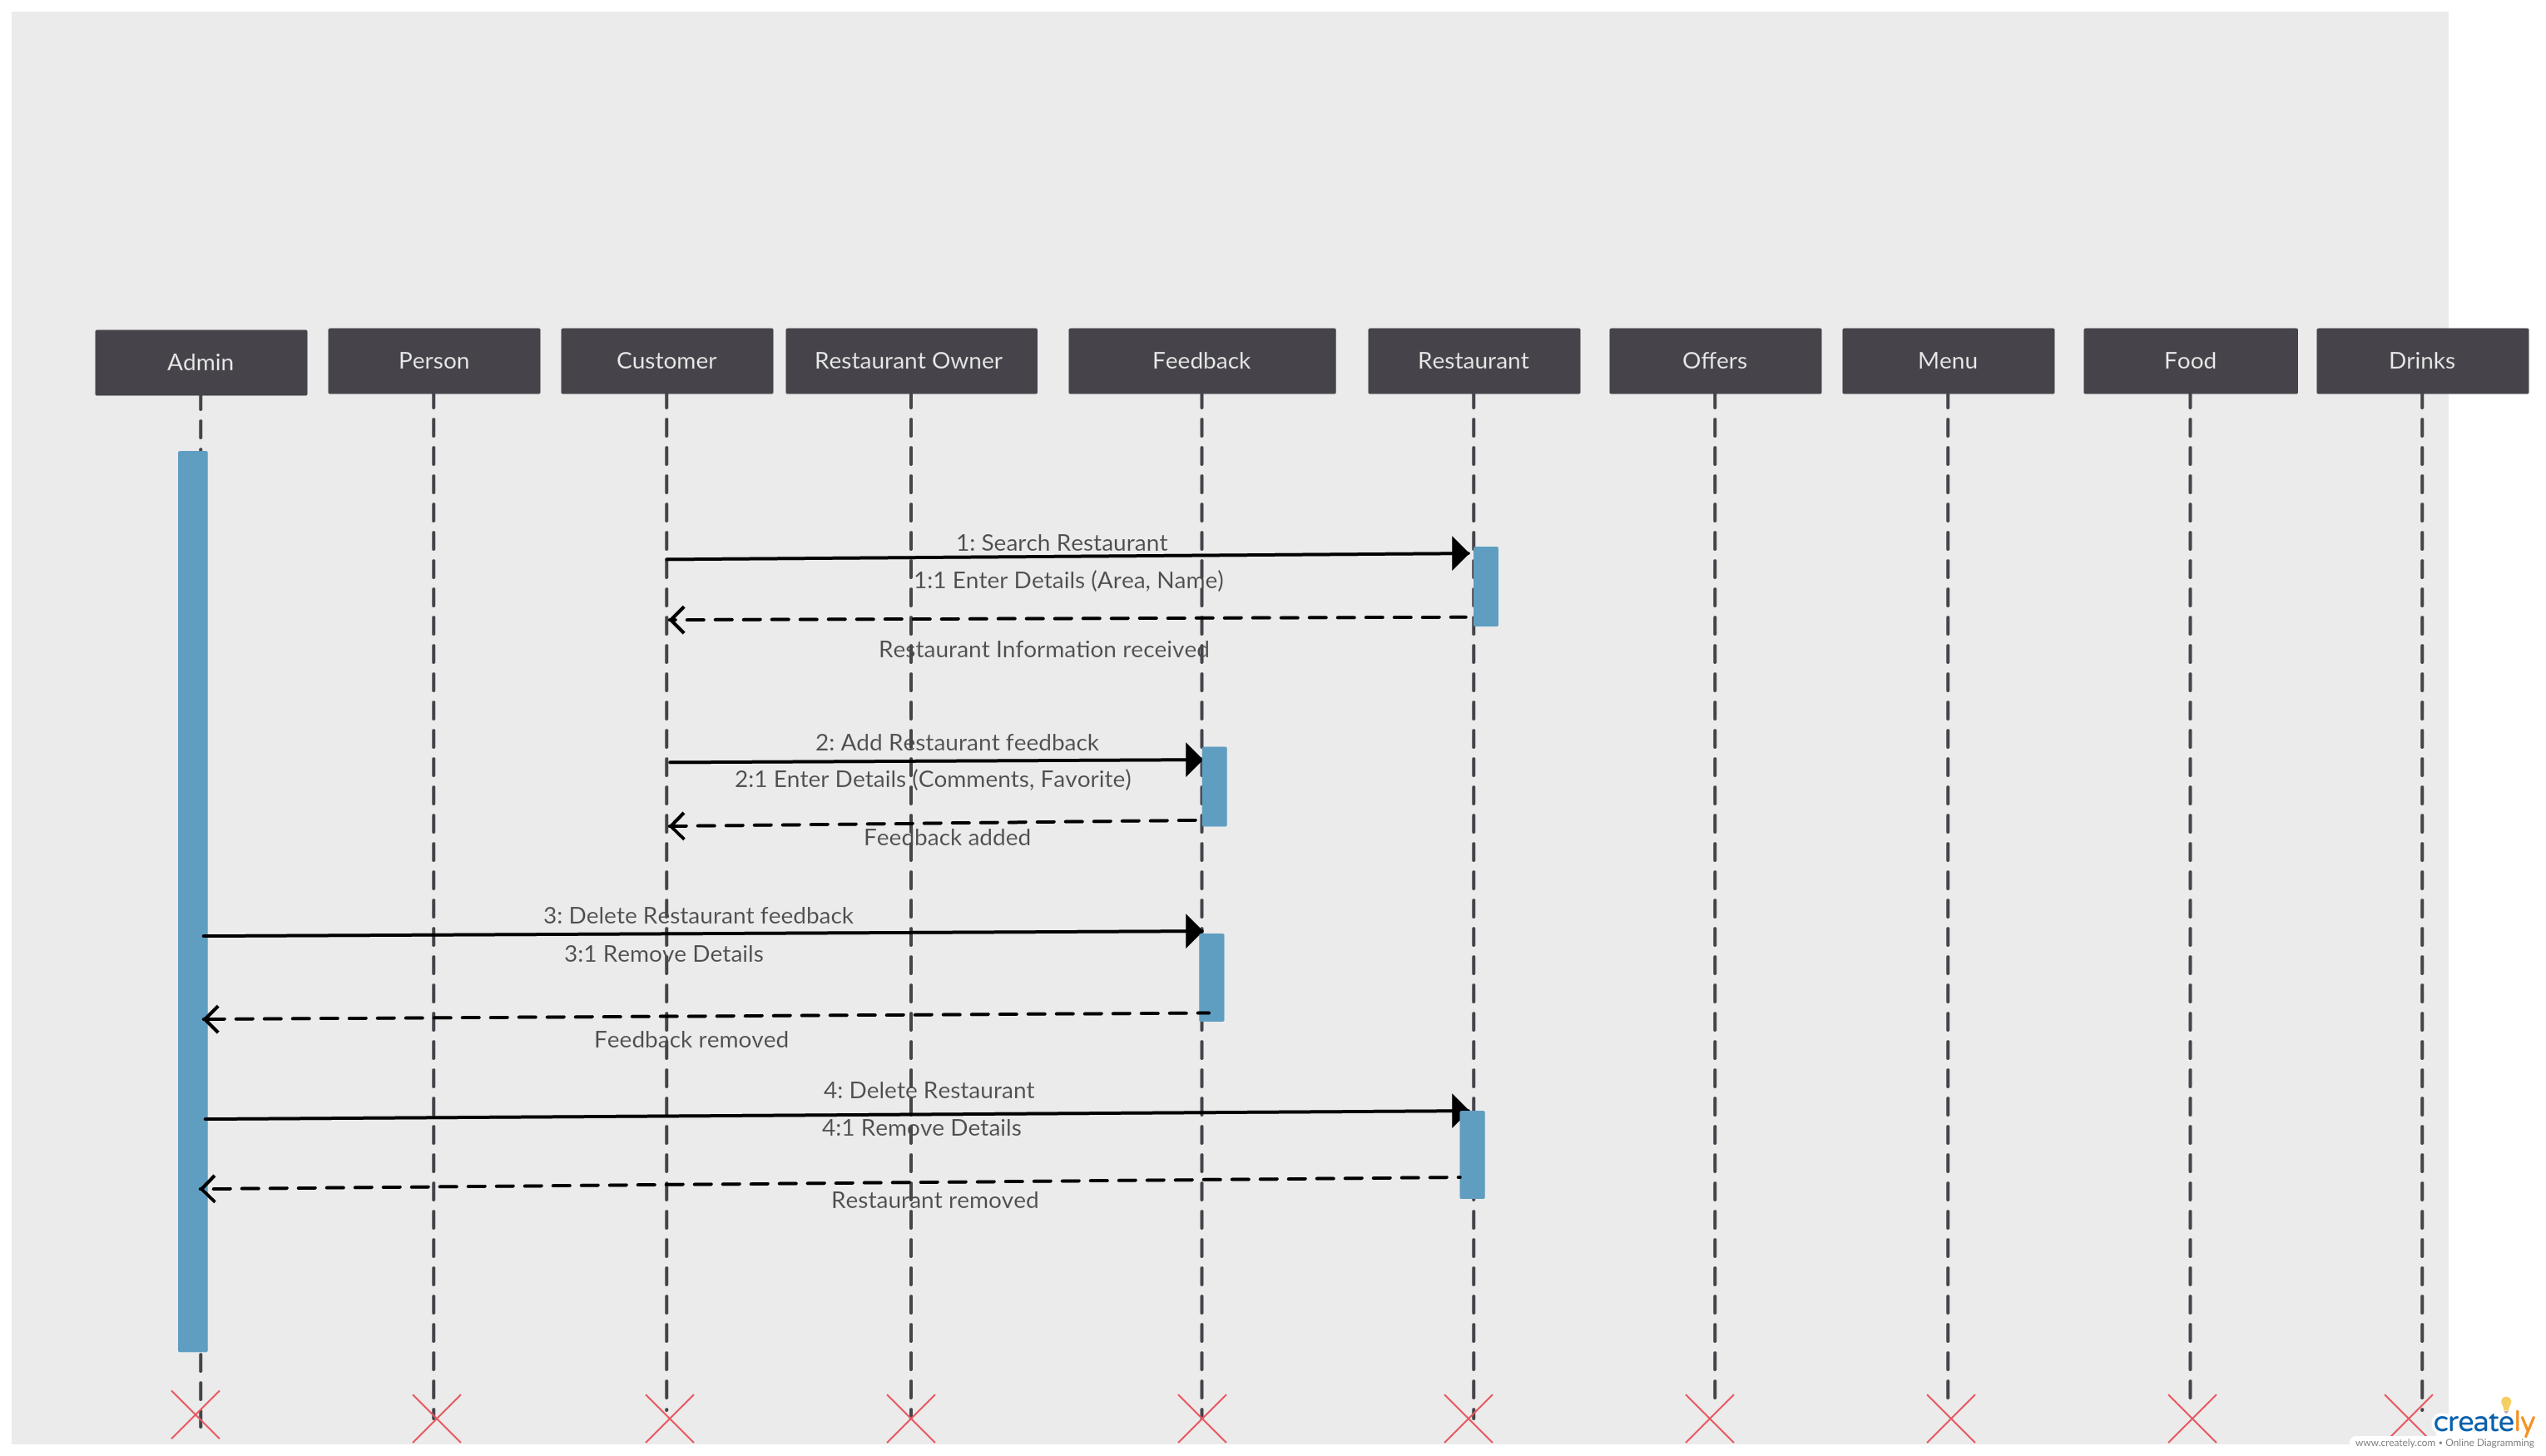 Admin
Person
Customer
Restaurant Owner
Feedback
Restaurant
Offers
Menu
Food
Drinks
1: Search Restaurant
1:1 Enter Details (Area, Name)
Restaurant Information received
2: Add Restaurant feedback
2:1 Enter Details (Comments, Favorite)
Feedback added
3: Delete Restaurant feedback
3:1 Remove Details
Feedback removed
4: Delete Restaurant
4:1 Remove Details
Restaurant removed
creately
www.creately.com • Online Diagramming